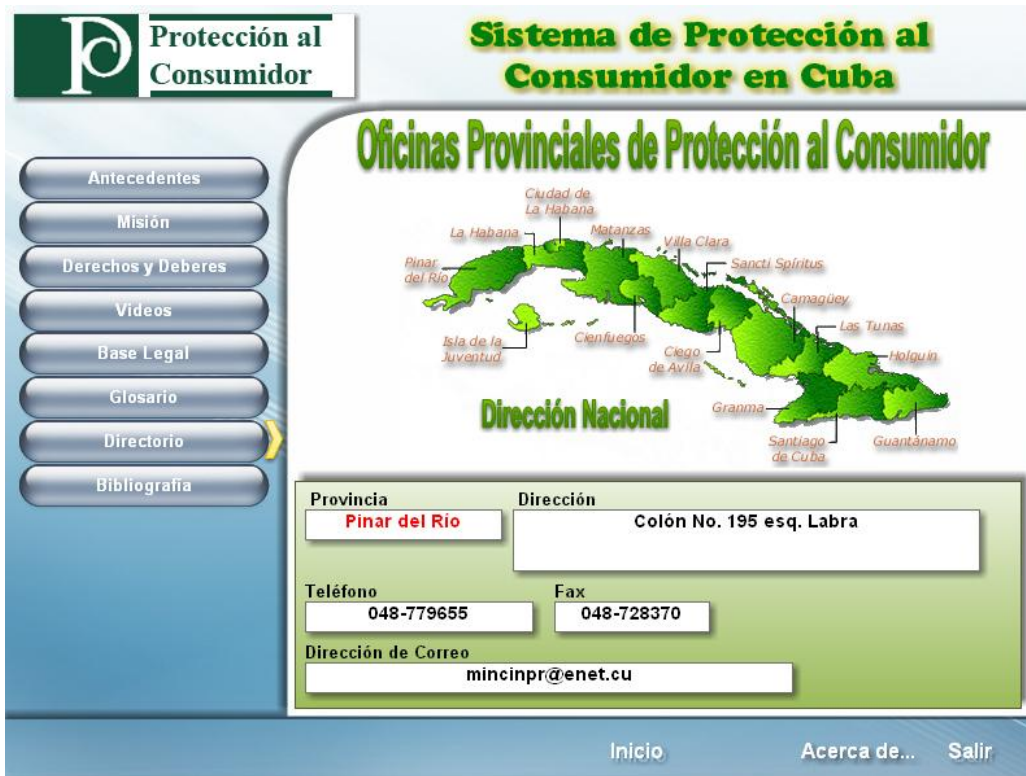 Protección al
Consumidor
Sistema de Protección al
Consumidor en Cuba
Antecedentes
Misión
Derechos y Deberes
Videos
Base Legal
Glosario
Directorio
Bibliografia
Oficinas Provinciales de Protección al Consumidor
Ciudad de
La Habana
La Habana
Matanzas
Villa Clara
Pinar
del Río
Sancti Spíritus
Camagüey
Isla de la
Juventud
Cienfuegos
Ciego
de Avila
Las Tunas
Holguin
Dirección Nacional
Granma
Santiago
de Cuba
Guantánamo
Provincia
Pinar del Río
Dirección
Colón No. 195 esq. Labra
Teléfono
048-779655
Fax
048-728370
Dirección de Correo
mincinpr@enet.cu
Inicio
Acerca de...
Salir